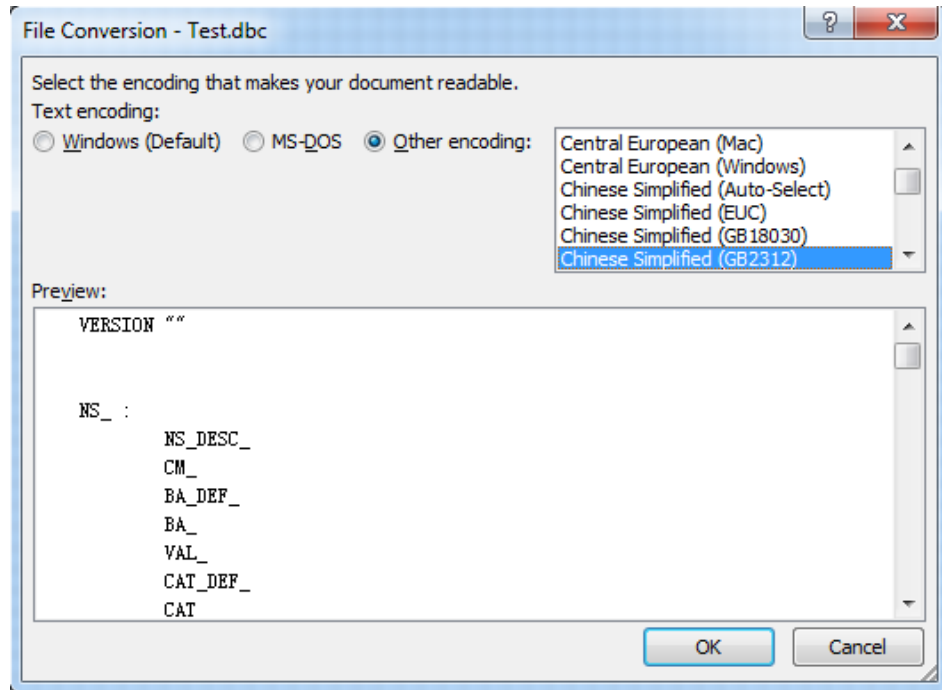 File Conversion - Test.dbc
Select the encoding that makes your document readable.
Text encoding:
Windows (Default) MS-DOS Other encoding:
Central European (Mac)
Central European (Windows)
Chinese Simplified (Auto-Select)
Chinese Simplified (EUC)
Chinese Simplified (GB18030)
Chinese Simplified (GB2312)
Preview:
VERSION ""
NS_ :
NS_DESC_
CM_
BA_DEF_
BA_
VAL_
CAT_DEF_
CAT
OK Cancel